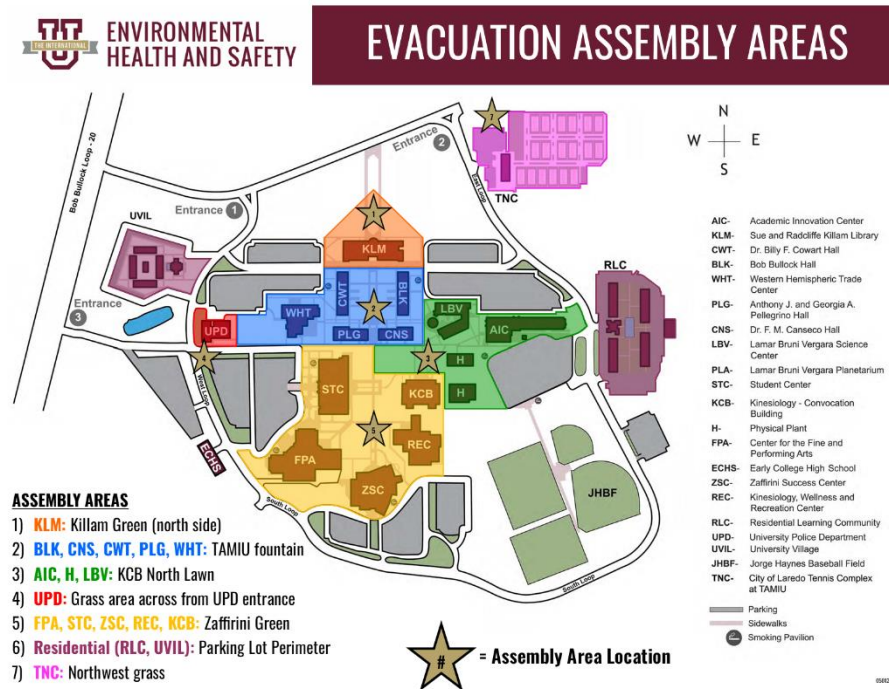 THE INTERNATIONAL
U
ENVIRONMENTAL
HEALTH AND SAFETY
EVACUATION ASSEMBLY AREAS
N
W E
S
Bob Bullock Loop - 20
Entrance 1
Entrance 2
Entrance 3
East Loop
West Loop
South Loop
South Loop
UVIL
TNC
RLC
KLM
CWT
BLK
WHT
PLG
CNS
UPD
LBV
AIC
H
H
STC
KCB
REC
FPA
ZSC
ECHS
JHBF
1
2
3
4
5
7
AIC- Academic Innovation Center
KLM- Sue and Radcliffe Killam Library
CWT- Dr. Billy F. Cowart Hall
BLK- Bob Bullock Hall
WHT- Western Hemispheric Trade
Center
PLG- Anthony J. and Georgia A.
Pellegrino Hall
CNS- Dr. F. M. Canseco Hall
LBV- Lamar Bruni Vergara Science
Center
PLA- Lamar Bruni Vergara Planetarium
STC- Student Center
KCB- Kinesiology - Convocation
Building
H- Physical Plant
FPA- Center for the Fine and
Performing Arts
ECHS- Early College High School
ZSC- Zaffirini Success Center
REC- Kinesiology, Wellness and
Recreation Center
RLC- Residential Learning Community
UPD- University Police Department
UVIL- University Village
JHBF- Jorge Haynes Baseball Field
TNC- City of Laredo Tennis Complex
at TAMIU
Parking
Sidewalks
Smoking Pavilion
ASSEMBLY AREAS
1) KLM: Killam Green (north side)
2) BLK, CNS, CWT, PLG, WHT: TAMIU fountain
3) AIC, H, LBV: KCB North Lawn
4) UPD: Grass area across from UPD entrance
5) FPA, STC, ZSC, REC, KCB: Zaffirini Green
6) Residential (RLC, UVIL): Parking Lot Perimeter
7) TNC: Northwest grass
# = Assembly Area Location